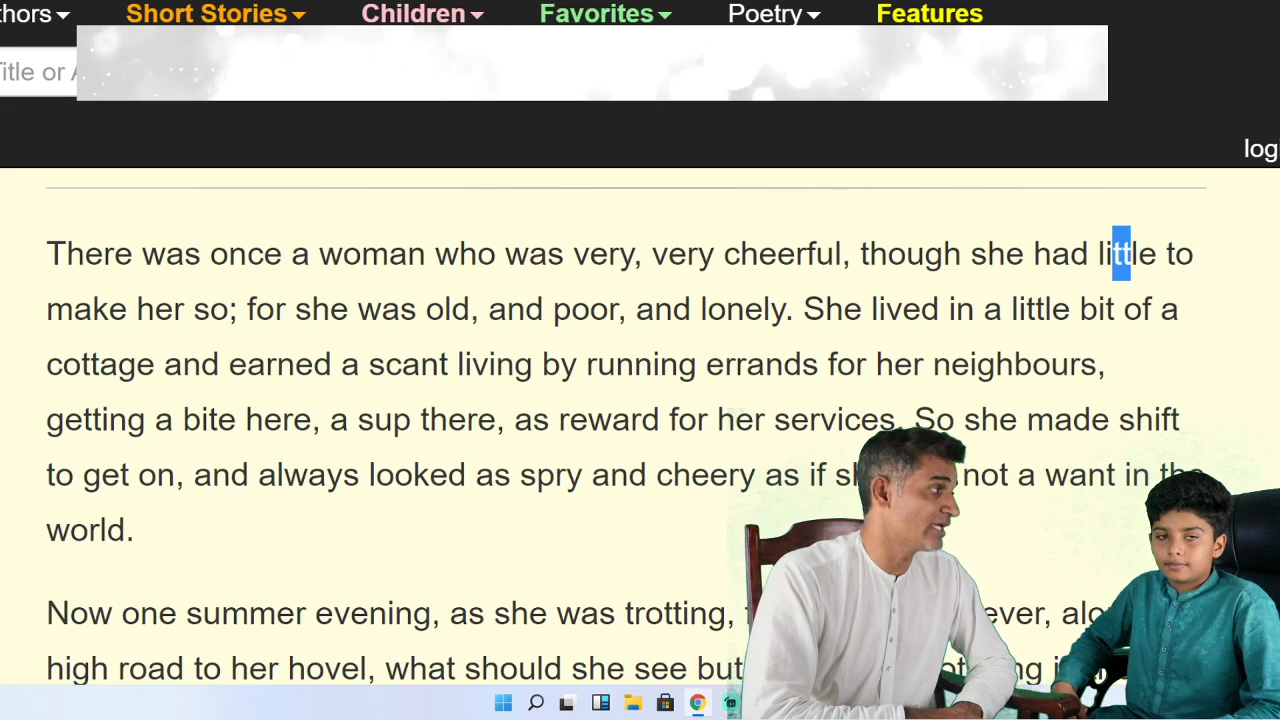 thors Short Stories Children Favorites Poetry Features
Title or
log
There was once a woman who was very, very cheerful, though she had little to
make her so; for she was old, and poor, and lonely. She lived in a little bit of a
cottage and earned a scant living by running errands for her neighbours,
getting a bite here, a sup there, as reward for her services. So she made shift
to get on, and always looked as spry and cheery as if not a want in the
world.
Now one summer evening, as she was trotting, ever,
high road to her hovel, what should she see but